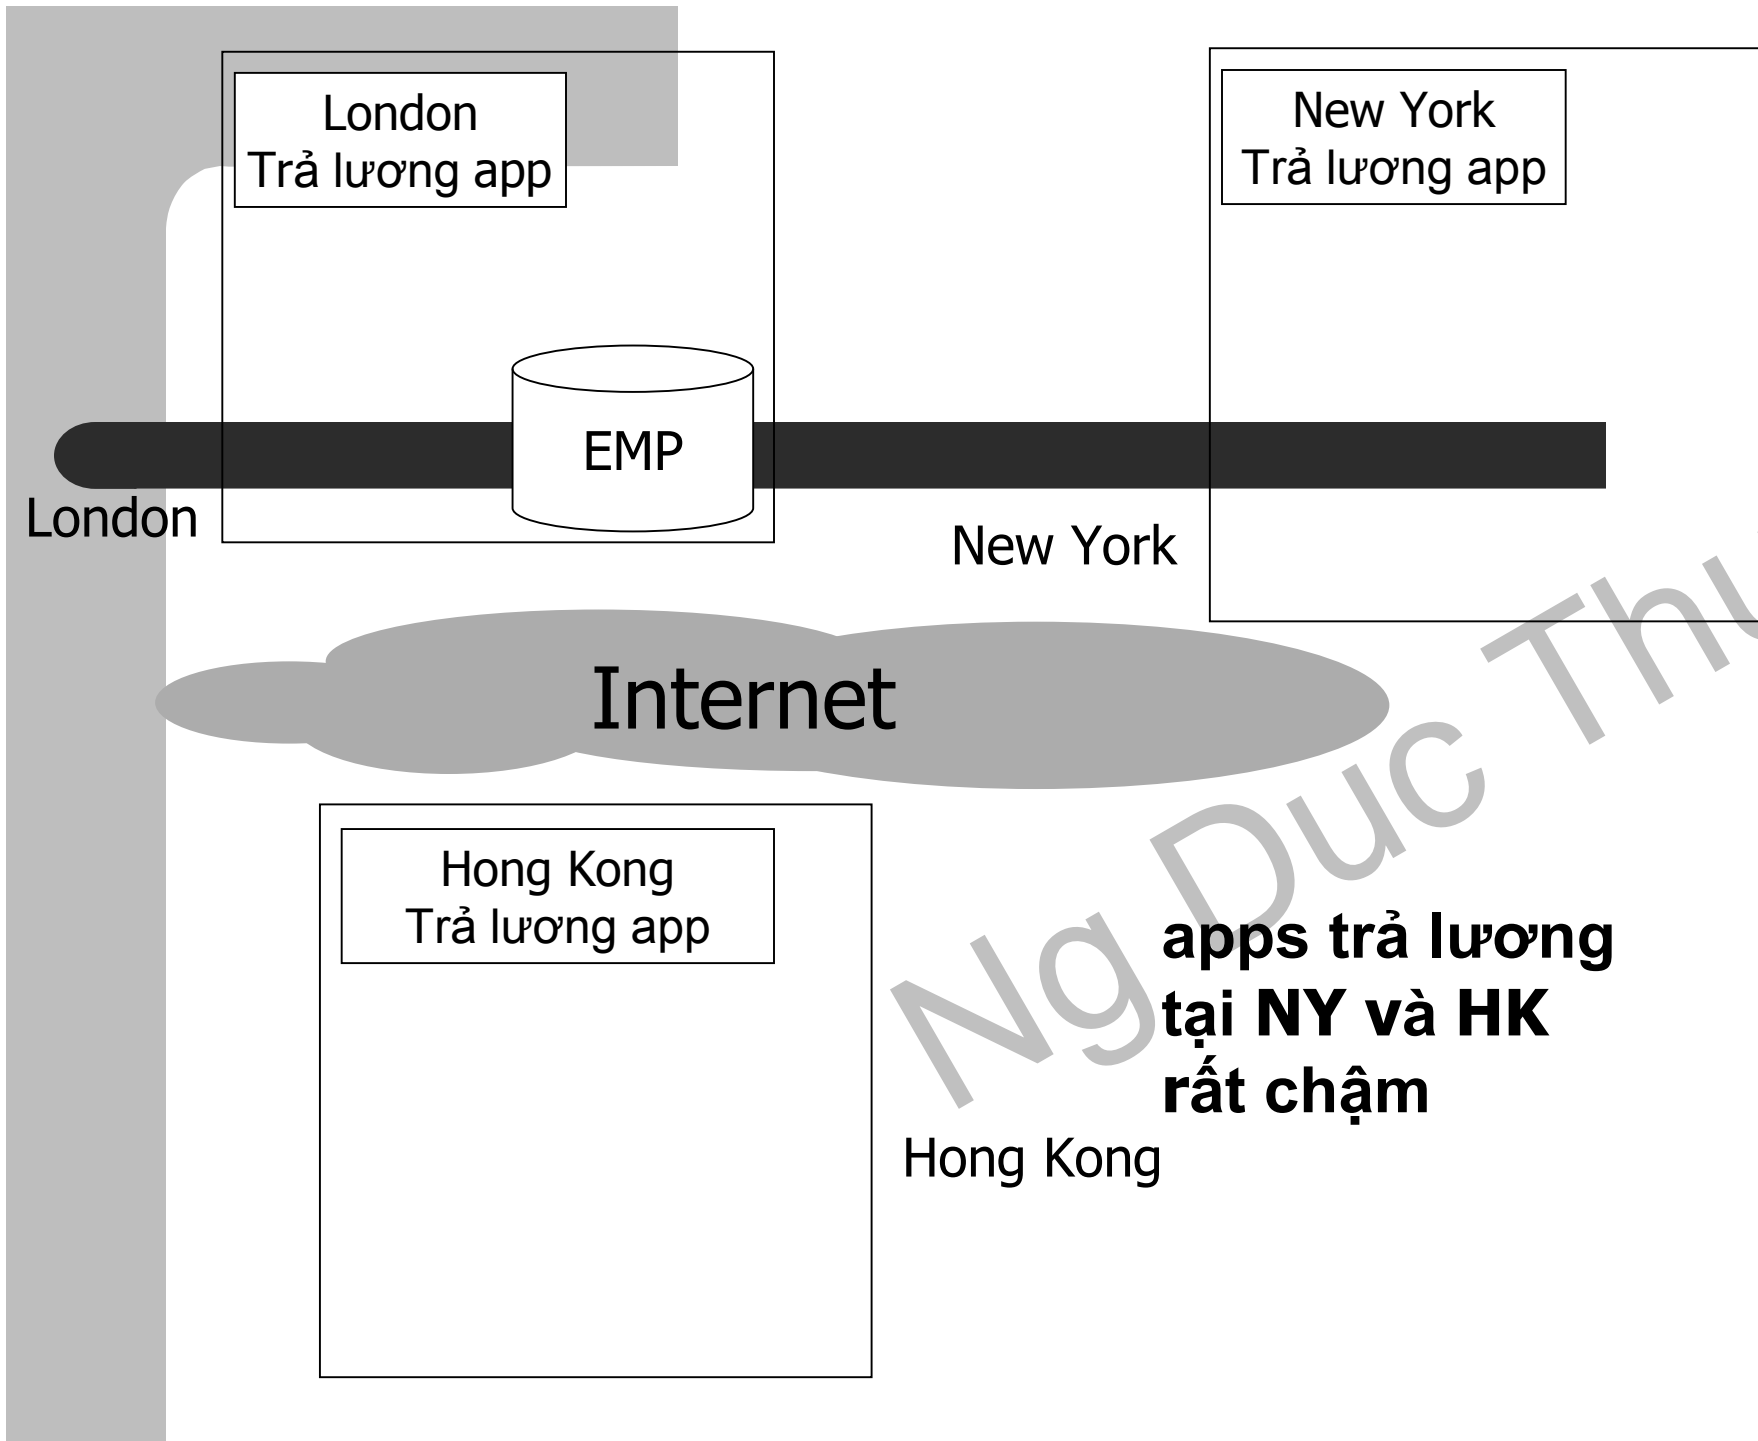 London
Trả lương app
New York
Trả lương app
EMP
London
New York
Internet
Hong Kong
Trả lương app
apps trả lương
tại NY và HK
rất chậm
Hong Kong
Ng Duc